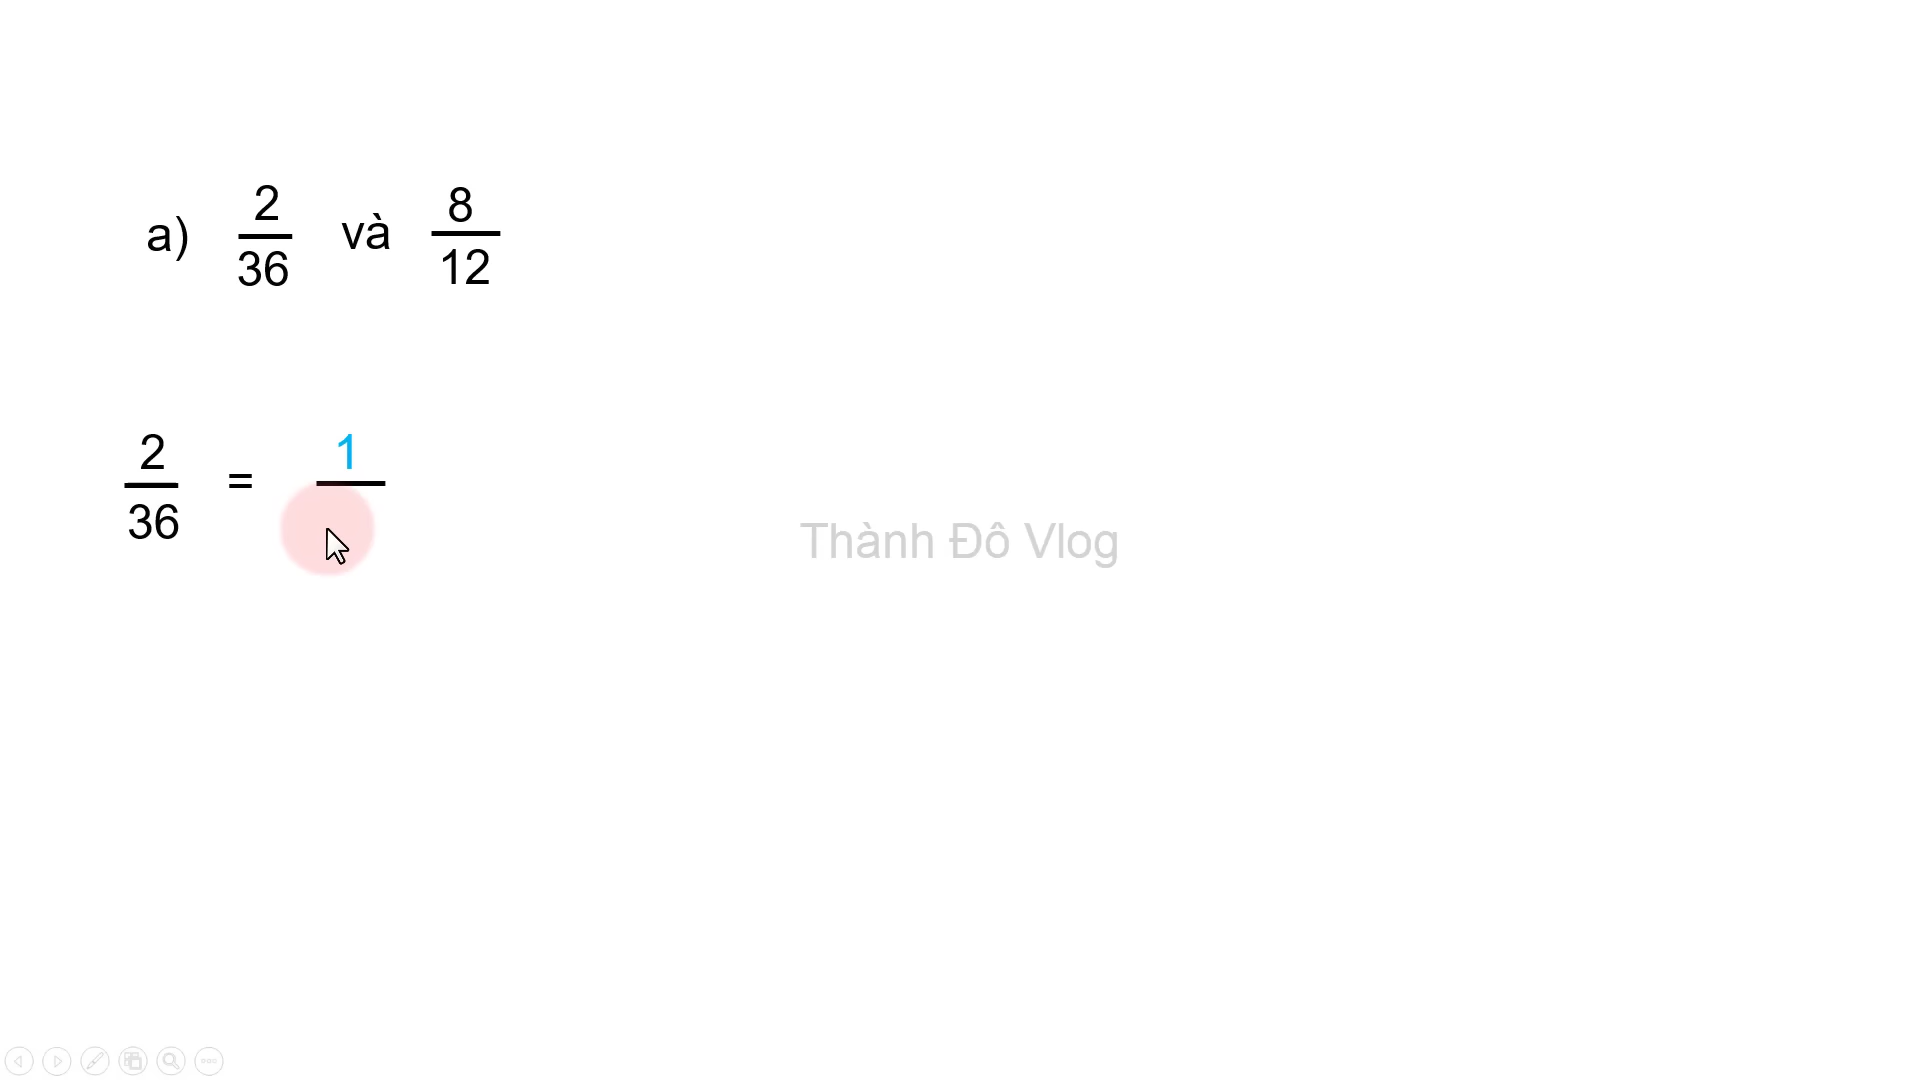 a) 2/36 và 8/12
2/36 = 1/
Thành Đô Vlog